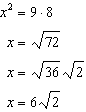 x² = 9 · 8
x = √72
x = √36 √2
x = 6√2